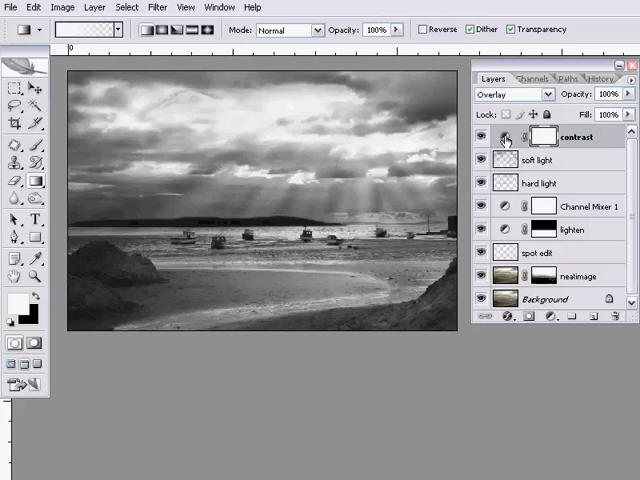 File Edit Image Layer Select Filter View Window Help
Mode: Normal Opacity: 100% Reverse Dither Transparency
0
Layers Channels Paths History
Overlay Opacity: 100%
Lock: Fill: 100%
contrast
soft light
hard light
Channel Mixer 1
lighten
spot edit
neatimage
Background
T